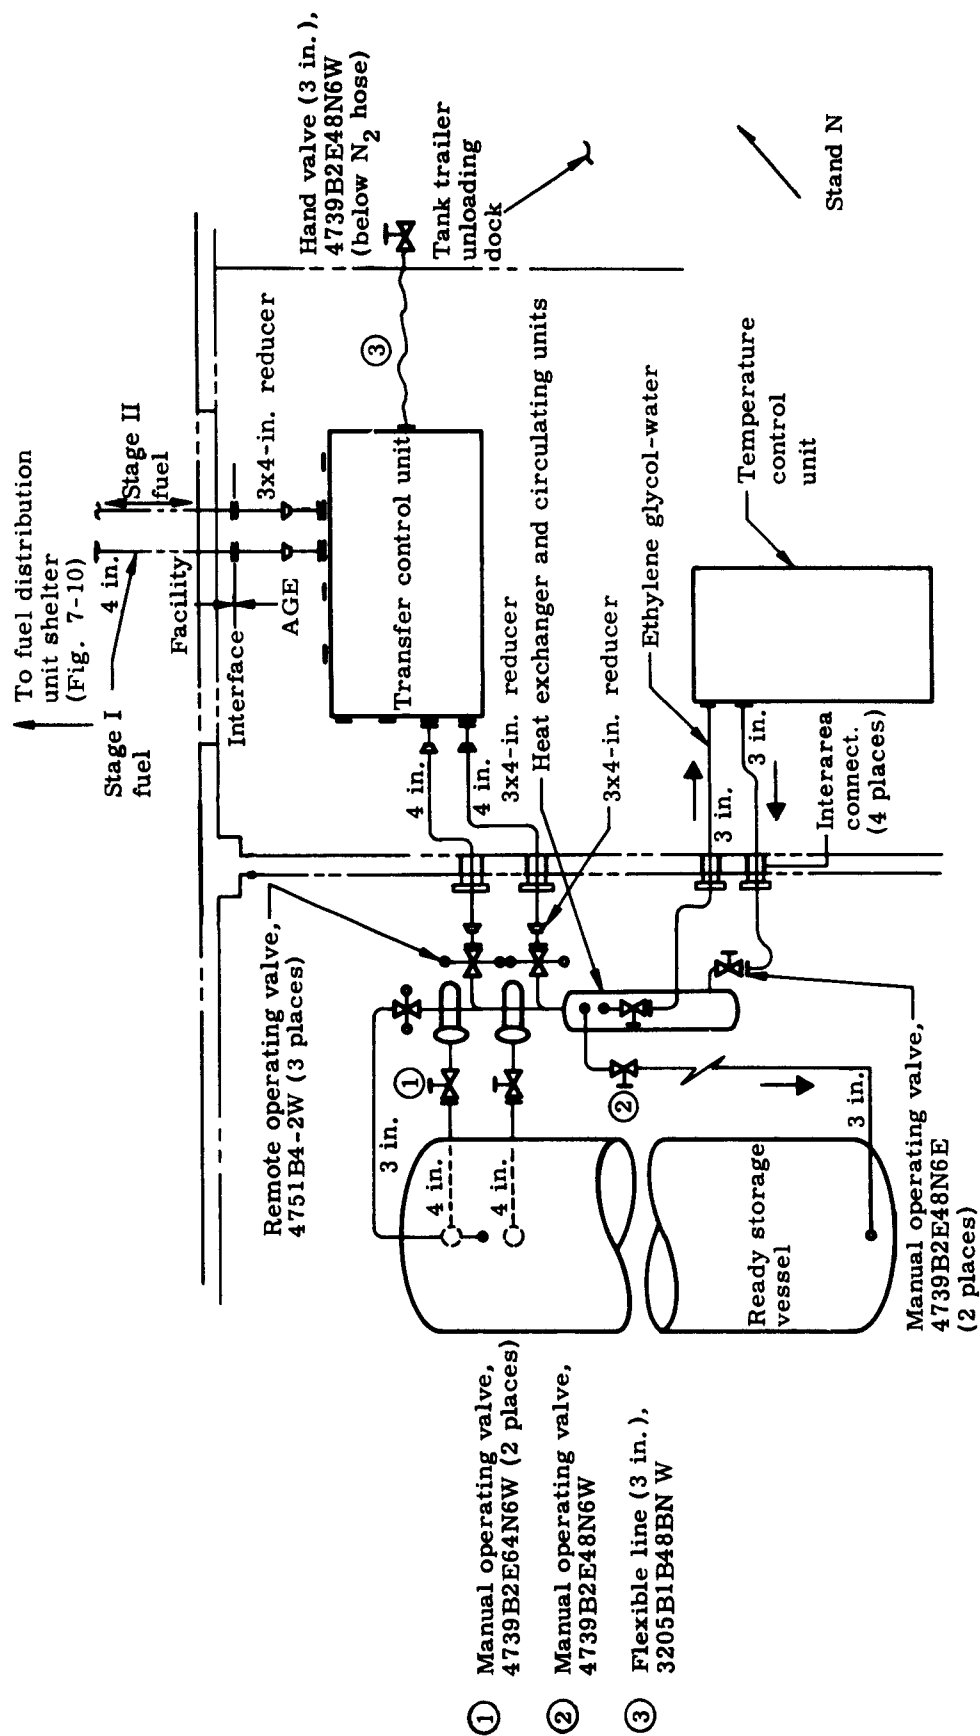 To fuel distribution
unit shelter
(Fig. 7-10)
Stage I
fuel
4 in.
Stage II
fuel
Facility
Interface
AGE
3x4-in. reducer
Hand valve (3 in.),
4739B2E48N6W
(below N2 hose)
3
Tank trailer
unloading
dock
Stand N
Transfer control unit
Remote operating valve,
4751B4-2W (3 places)
4 in.
4 in.
3x4-in. reducer
Heat exchanger and circulating units
3x4-in. reducer
Ethylene glycol-water
Temperature
control
unit
3 in.
1
4 in.
4 in.
2
3 in.
3 in.
3 in.
Interarea
connect.
(4 places)
Ready storage
vessel
Manual operating valve,
4739B2E48N6E
(2 places)
1 Manual operating valve,
4739B2E64N6W (2 places)
2 Manual operating valve,
4739B2E48N6W
3 Flexible line (3 in.),
3205B1B48BN W